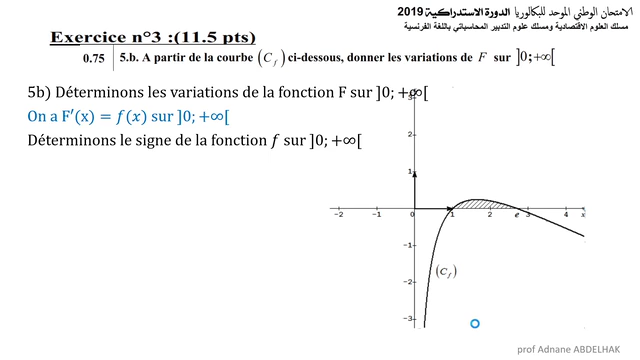 الامتحان الوطني الموحد للبكالوريا الدورة الاستدراكية 2019
مسلك العلوم الاقتصادية ومسلك علوم التدبير المحاسباتي باللغة الفرنسية
Exercice n°3 :(11.5 pts)
0.75 5.b. A partir de la courbe (C_f) ci-dessous, donner les variations de F sur ]0;+∞[
5b) Déterminons les variations de la fonction F sur ]0; +∞[
On a F′(x) = f(x) sur ]0; +∞[
Déterminons le signe de la fonction f sur ]0; +∞[
3
2
1
-2 -1 0 1 2 e 3 4 x
-1
(C_f)
-2
-3
prof Adnane ABDELHAK